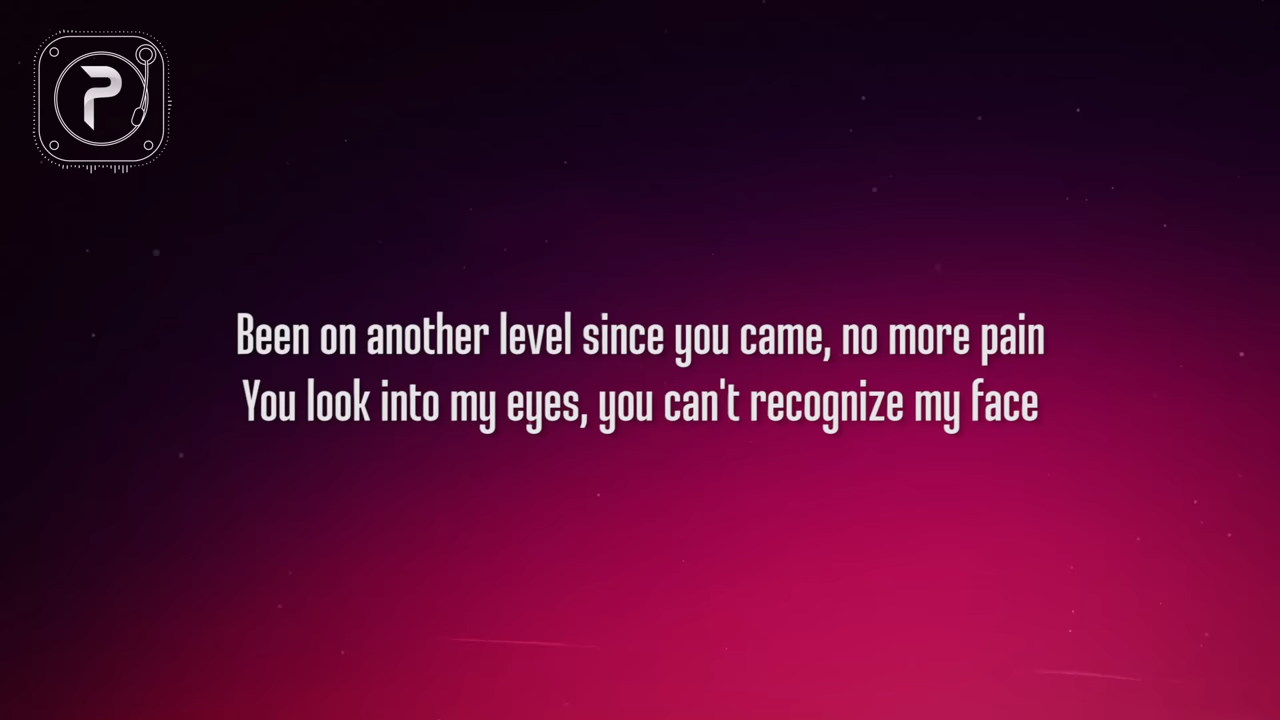 P
Been on another level since you came, no more pain
You look into my eyes, you can't recognize my face